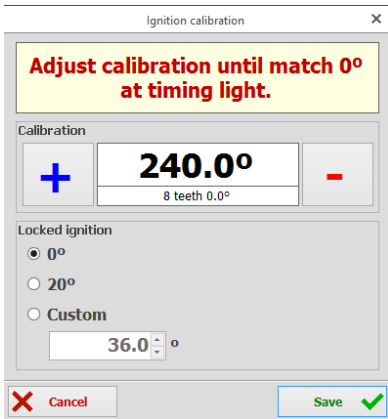 Ignition calibration
Adjust calibration until match 0º
at timing light.
Calibration
+ 240.0º -
8 teeth 0.0º
Locked ignition
0º
20º
Custom
36.0 º
Cancel Save